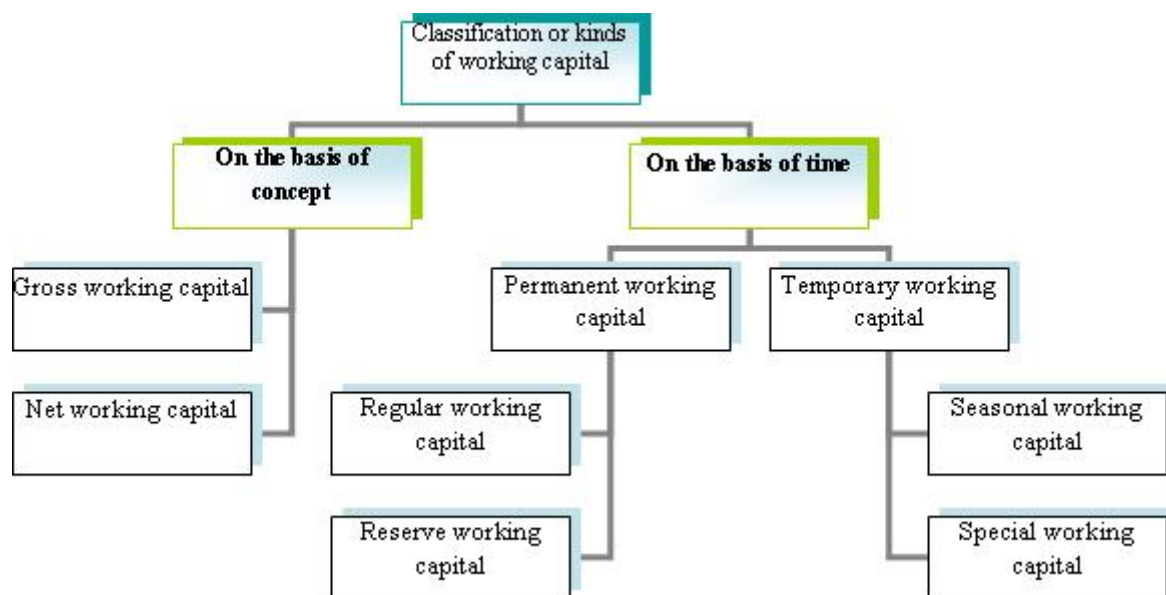 Classification or kinds
of working capital
On the basis of
concept
On the basis of time
Gross working capital
Permanent working
capital
Temporary working
capital
Net working capital
Regular working
capital
Seasonal working
capital
Reserve working
capital
Special working
capital